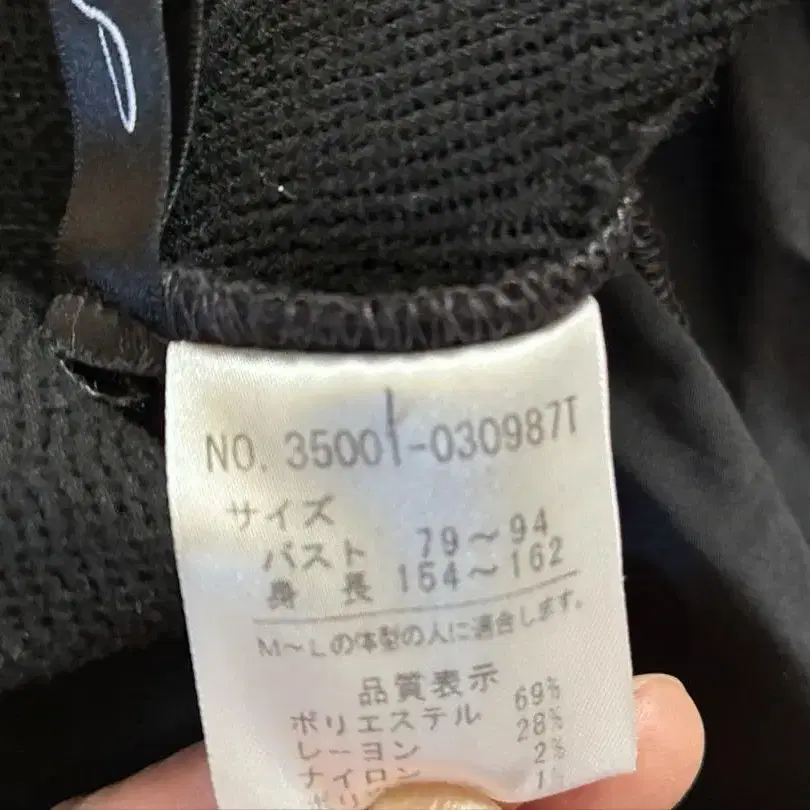 NO. 35001-030987T
サイズ
バスト 79～94
身長 154～162
M～Lの体型の人に適合します。
品質表示
ポリエステル 69%
レーヨン 28%
ナイロン 2%
1%